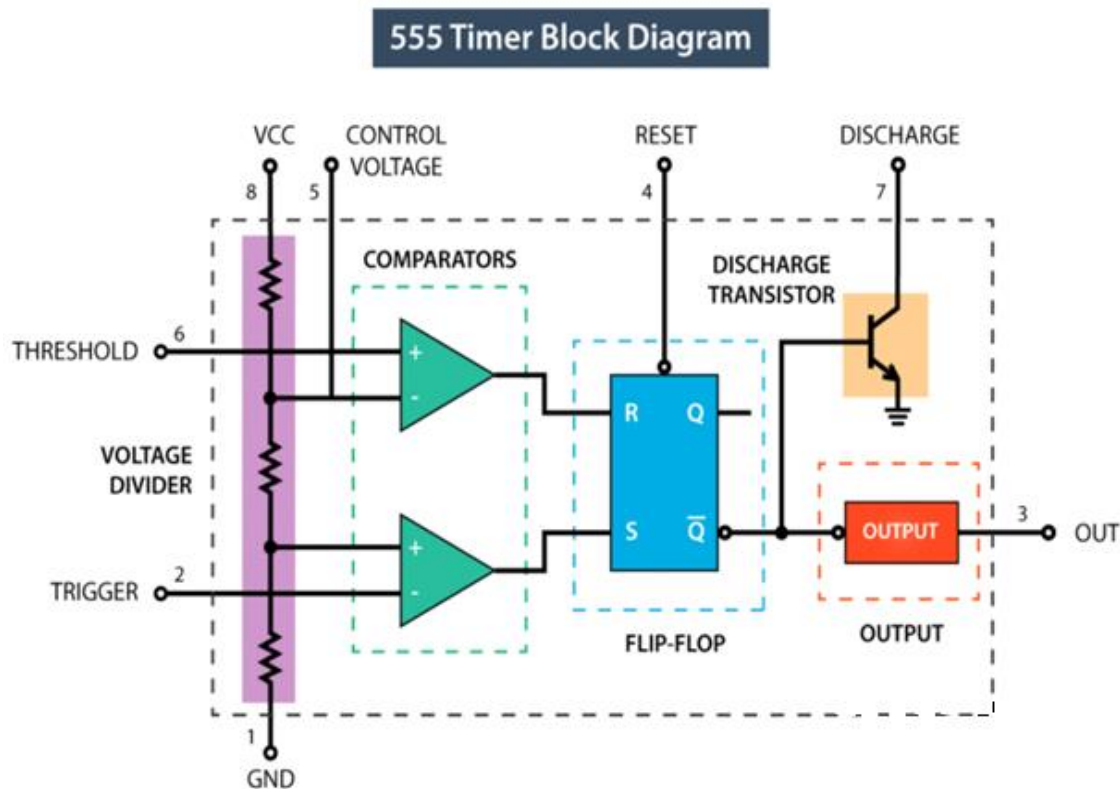 555 Timer Block Diagram
VCC
CONTROL
VOLTAGE
RESET
DISCHARGE
8
5
4
7
COMPARATORS
DISCHARGE
TRANSISTOR
THRESHOLD
6
+
-
R
Q
VOLTAGE
DIVIDER
S
Q̅
OUTPUT
3
OUT
+
-
TRIGGER
2
FLIP-FLOP
OUTPUT
1
GND